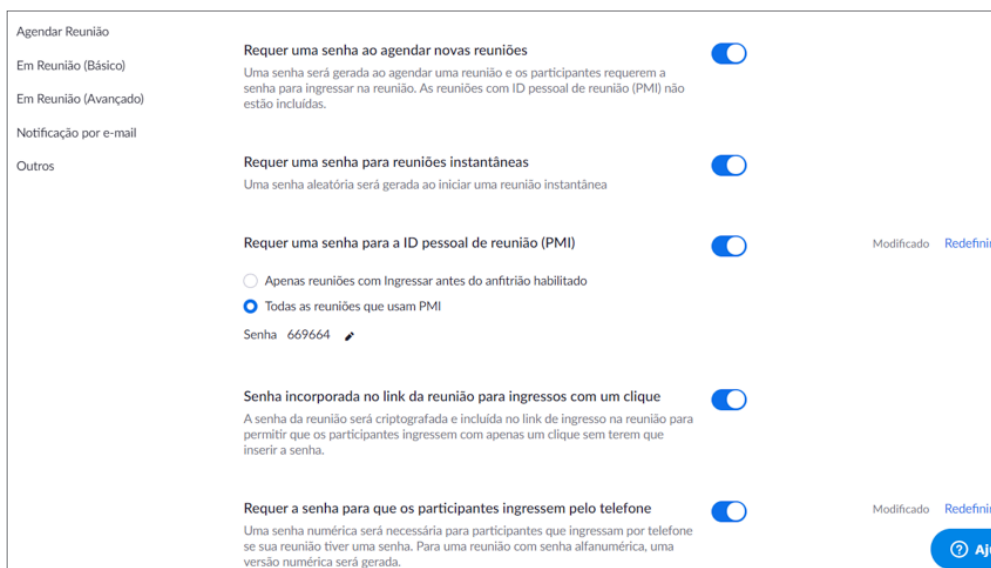 Agendar Reunião
Em Reunião (Básico)
Em Reunião (Avançado)
Notificação por e-mail
Outros
Requer uma senha ao agendar novas reuniões
Uma senha será gerada ao agendar uma reunião e os participantes requerem a
senha para ingressar na reunião. As reuniões com ID pessoal de reunião (PMI) não
estão incluídas.
Requer uma senha para reuniões instantâneas
Uma senha aleatória será gerada ao iniciar uma reunião instantânea
Requer uma senha para a ID pessoal de reunião (PMI)
Modificado Redefinir
Apenas reuniões com Ingressar antes do anfitrião habilitado
Todas as reuniões que usam PMI
Senha 669664
Senha incorporada no link da reunião para ingressos com um clique
A senha da reunião será criptografada e incluída no link de ingresso na reunião para
permitir que os participantes ingressem com apenas um clique sem terem que
inserir a senha.
Requer a senha para que os participantes ingressem pelo telefone
Modificado Redefinir
Uma senha numérica será necessária para participantes que ingressam por telefone
se sua reunião tiver uma senha. Para uma reunião com senha alfanumérica, uma
versão numérica será gerada.